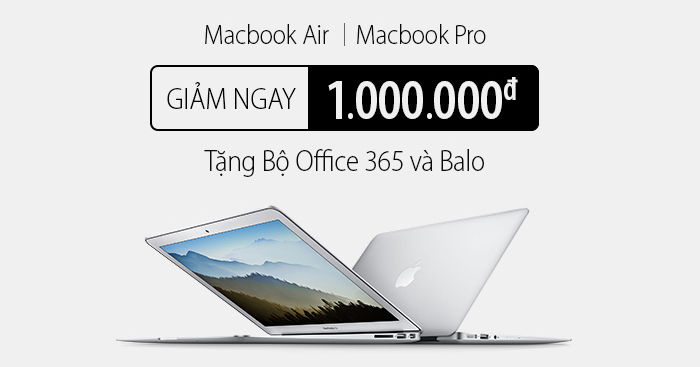 Macbook Air | Macbook Pro
GIẢM NGAY 1.000.000đ
Tặng Bộ Office 365 và Balo